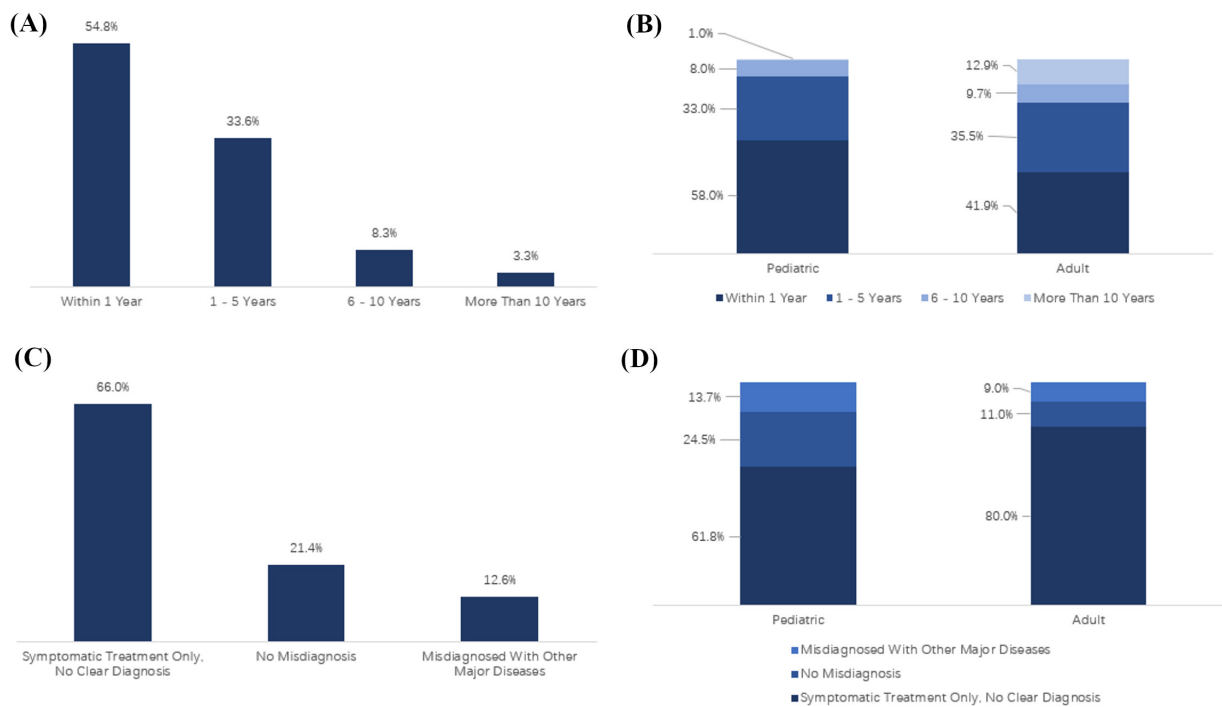 (A)
54.8%
33.6%
8.3%
3.3%
Within 1 Year
1 - 5 Years
6 - 10 Years
More Than 10 Years
(B)
1.0%
8.0%
33.0%
58.0%
12.9%
9.7%
35.5%
41.9%
Pediatric
Adult
Within 1 Year
1 - 5 Years
6 - 10 Years
More Than 10 Years
(C)
66.0%
21.4%
12.6%
Symptomatic Treatment Only,
No Clear Diagnosis
No Misdiagnosis
Misdiagnosed With Other
Major Diseases
(D)
13.7%
24.5%
61.8%
9.0%
11.0%
80.0%
Pediatric
Adult
Misdiagnosed With Other Major Diseases
No Misdiagnosis
Symptomatic Treatment Only, No Clear Diagnosis